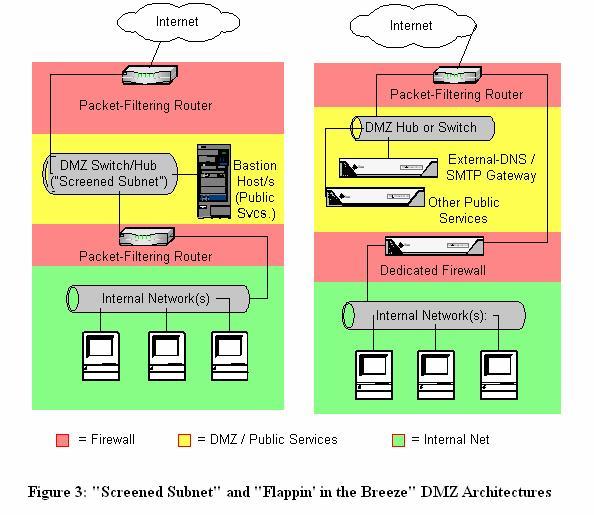 Internet
Packet-Filtering Router
DMZ Switch/Hub
("Screened Subnet")
Bastion
Host/s
(Public
Svcs.)
Packet-Filtering Router
Internal Network(s)
Internet
Packet-Filtering Router
DMZ Hub or Switch
External-DNS /
SMTP Gateway
Other Public
Services
Dedicated Firewall
Internal Network(s):
= Firewall
= DMZ / Public Services
= Internal Net
Figure 3: "Screened Subnet" and "Flappin' in the Breeze" DMZ Architectures